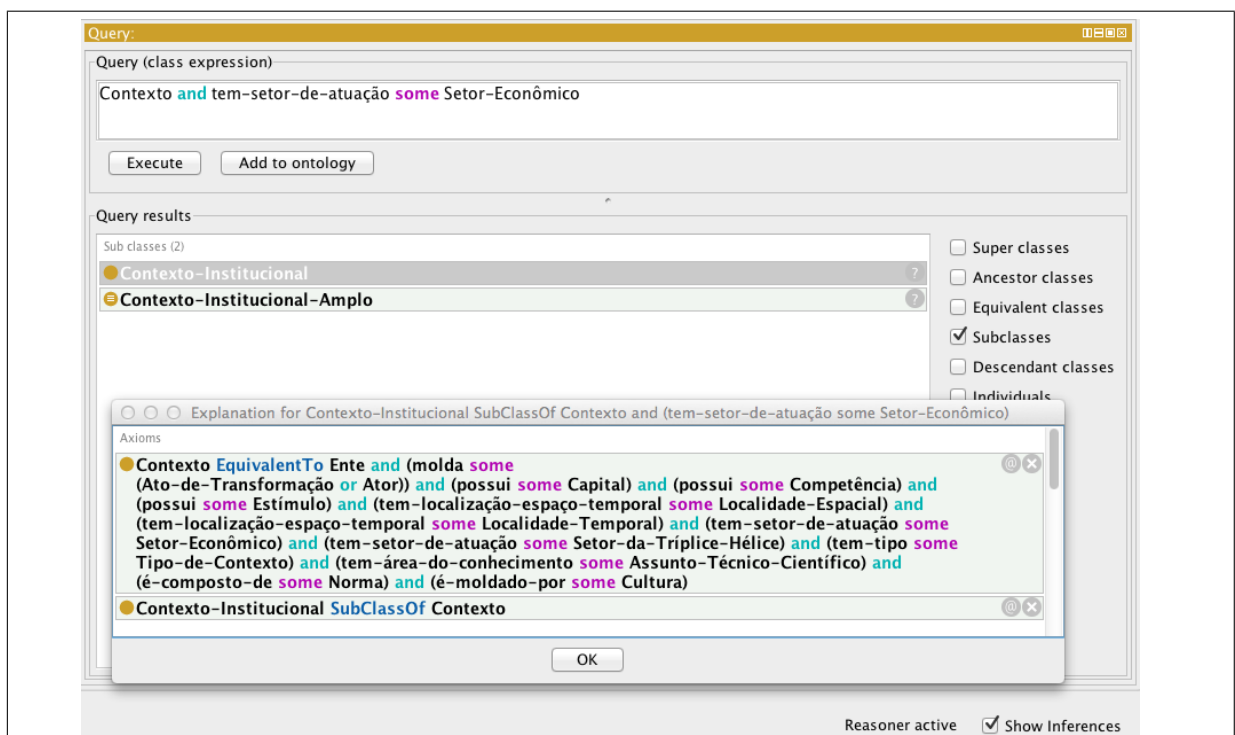 Query:
Query (class expression)
Contexto and tem-setor-de-atuação some Setor-Econômico
Execute
Add to ontology
Query results
Sub classes (2)
Contexto-Institucional
?
Contexto-Institucional-Amplo
?
Super classes
Ancestor classes
Equivalent classes
Subclasses
Descendant classes
Individuals
Explanation for Contexto-Institucional SubClassOf Contexto and (tem-setor-de-atuação some Setor-Econômico)
Axioms
Contexto EquivalentTo Ente and (molda some
(Ato-de-Transformação or Ator)) and (possui some Capital) and (possui some Competência) and
(possui some Estímulo) and (tem-localização-espaço-temporal some Localidade-Espacial) and
(tem-localização-espaço-temporal some Localidade-Temporal) and (tem-setor-de-atuação some
Setor-Econômico) and (tem-setor-de-atuação some Setor-da-Tríplice-Hélice) and (tem-tipo some
Tipo-de-Contexto) and (tem-área-do-conhecimento some Assunto-Técnico-Científico) and
(é-composto-de some Norma) and (é-moldado-por some Cultura)
@
Contexto-Institucional SubClassOf Contexto
@
OK
Reasoner active
Show Inferences